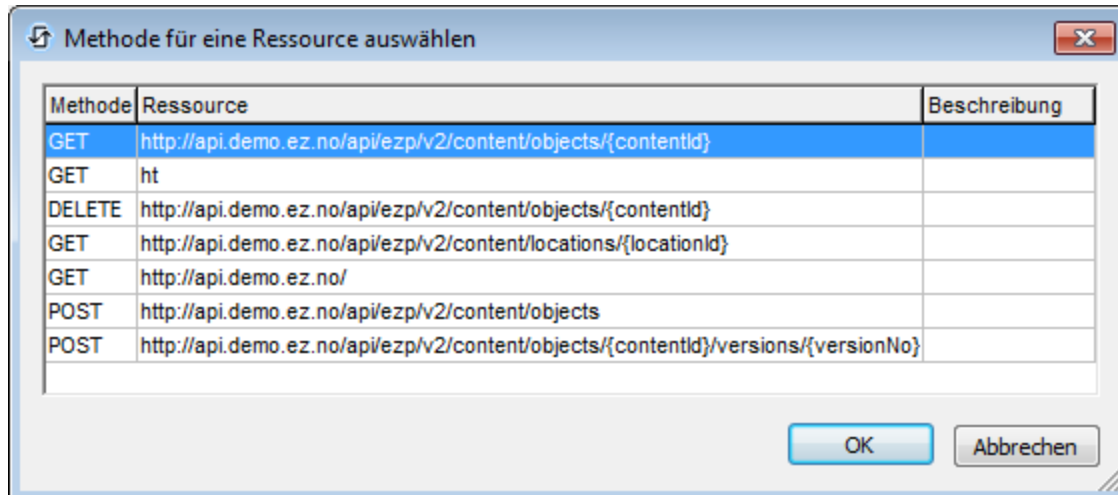 Methode für eine Ressource auswählen
Methode Ressource Beschreibung
GET http://api.demo.ez.no/api/ezp/v2/content/objects/{contentId}
GET ht
DELETE http://api.demo.ez.no/api/ezp/v2/content/objects/{contentId}
GET http://api.demo.ez.no/api/ezp/v2/content/locations/{locationId}
GET http://api.demo.ez.no/
POST http://api.demo.ez.no/api/ezp/v2/content/objects
POST http://api.demo.ez.no/api/ezp/v2/content/objects/{contentId}/versions/{versionNo}
OK Abbrechen